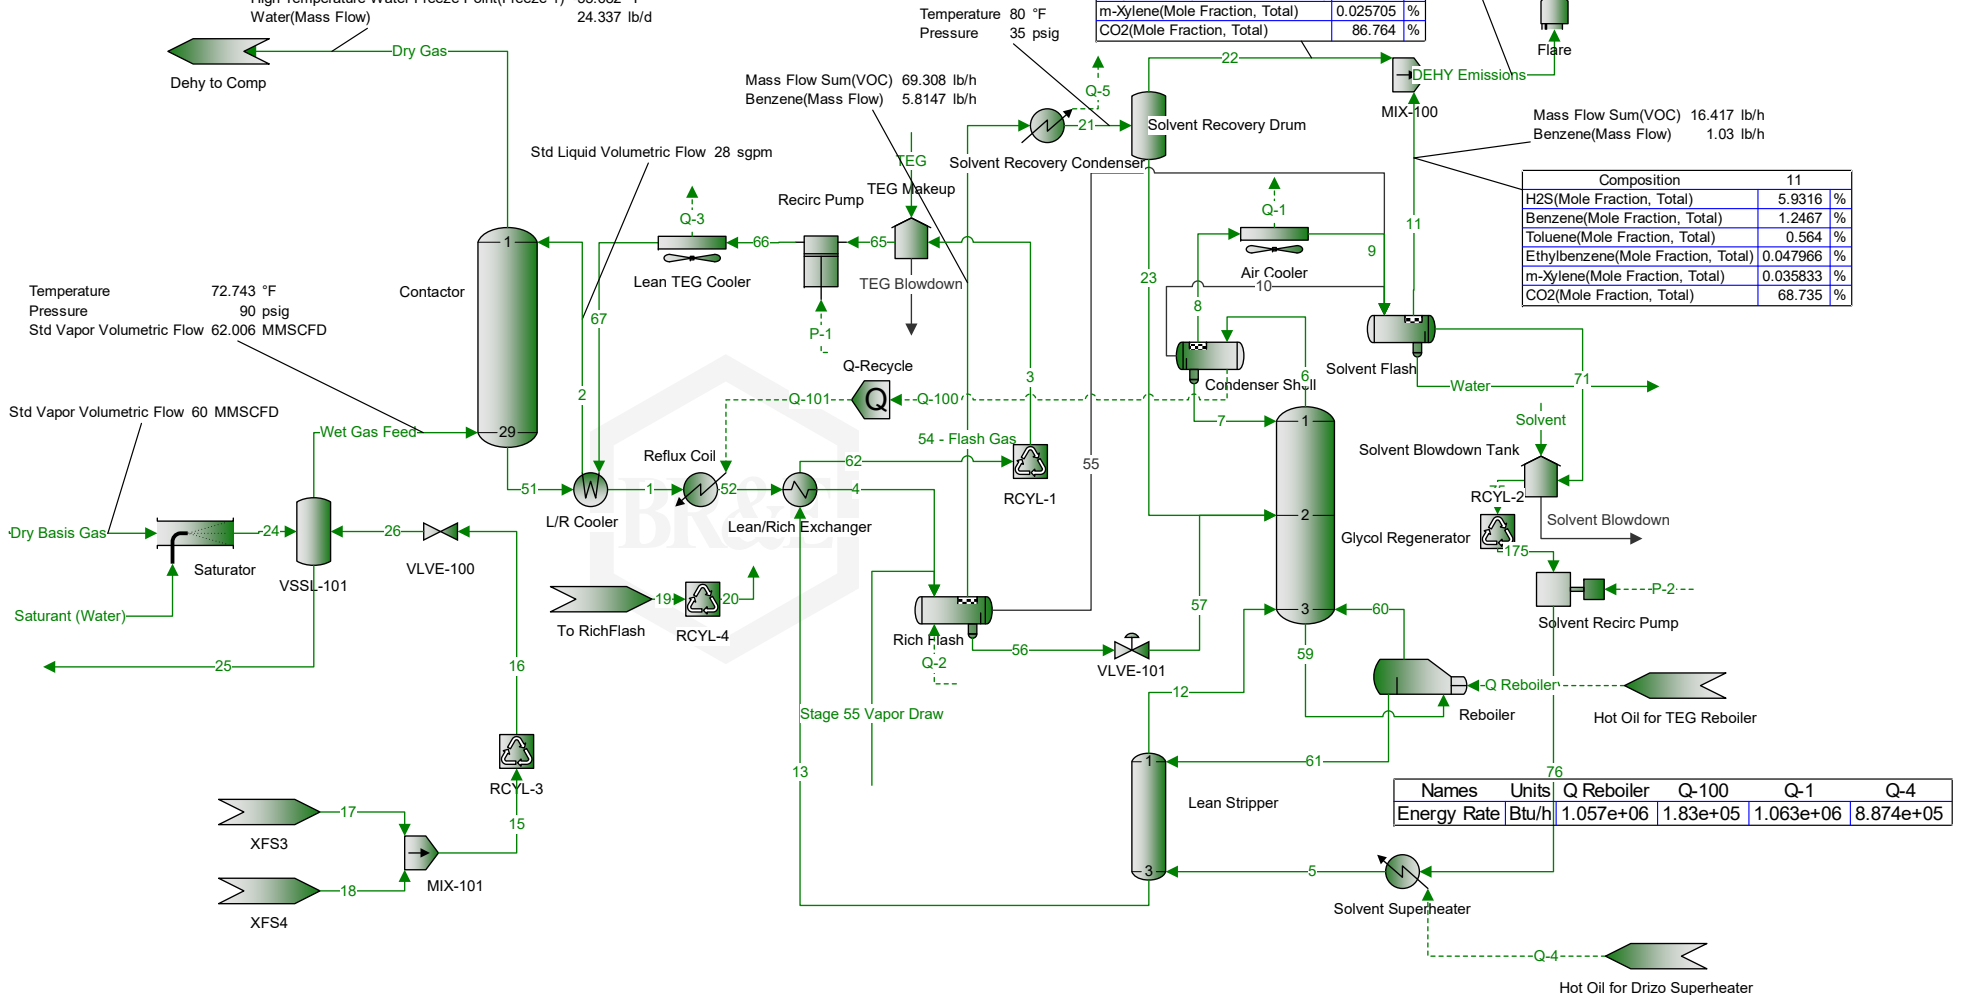 Water(Mass Flow) 24.337 lb/d
Dry Gas
Dehy to Comp
Temperature 80 °F
Pressure 35 psig
m-Xylene(Mole Fraction, Total) 0.025705 %
CO2(Mole Fraction, Total) 86.764 %
Flare
22
DEHY Emissions
MIX-100
Mass Flow Sum(VOC) 69.308 lb/h
Benzene(Mass Flow) 5.8147 lb/h
Q-5
21
Solvent Recovery Drum
Solvent Recovery Condenser
Mass Flow Sum(VOC) 16.417 lb/h
Benzene(Mass Flow) 1.03 lb/h
Std Liquid Volumetric Flow 28 sgpm
TEG
TEG Makeup
Recirc Pump
Composition 11
H2S(Mole Fraction, Total) 5.9316 %
Benzene(Mole Fraction, Total) 1.2467 %
Toluene(Mole Fraction, Total) 0.564 %
Ethylbenzene(Mole Fraction, Total) 0.047966 %
m-Xylene(Mole Fraction, Total) 0.035833 %
CO2(Mole Fraction, Total) 68.735 %
Q-3
Q-1
11
1
66
65
9
Lean TEG Cooler
TEG Blowdown
Air Cooler
23
10
Contactor
Temperature 72.743 °F
Pressure 90 psig
Std Vapor Volumetric Flow 62.006 MMSCFD
67
P-1
8
Q-Recycle
Solvent Flash
Condenser Shell
6
3
71
Water
2
Q-101
Q
Q-100
Std Vapor Volumetric Flow 60 MMSCFD
Wet Gas Feed
29
7
1
Solvent
54 - Flash Gas
Reflux Coil
62
55
Solvent Blowdown Tank
51
W
1
52
4
RCYL-1
RCYL-2
L/R Cooler
Lean/Rich Exchanger
BR&E
2
Solvent Blowdown
Dry Basis Gas
24
26
Glycol Regenerator
175
Saturator
VLVE-100
VSSL-101
Saturant (Water)
19
20
57
3
60
P-2
To RichFlash
RCYL-4
Rich Flash
Solvent Recirc Pump
25
16
Q-2
56
VLVE-101
59
12
Q Reboiler
Reboiler
Hot Oil for TEG Reboiler
Stage 55 Vapor Draw
13
1
61
76
RCYL-3
Lean Stripper
Names Units Q Reboiler Q-100 Q-1 Q-4
Energy Rate Btu/h 1.057e+06 1.83e+05 1.063e+06 8.874e+05
17
15
XFS3
MIX-101
18
XFS4
3
5
Solvent Superheater
Q-4
Hot Oil for Drizo Superheater